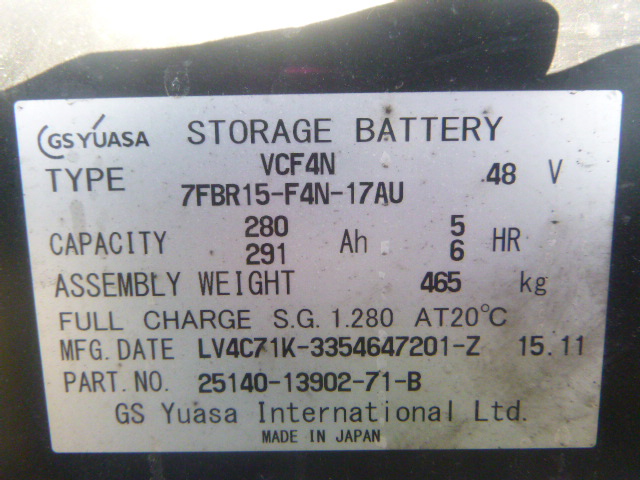 GS YUASA STORAGE BATTERY
TYPE VCF4N 48 V
7FBR15-F4N-17AU
CAPACITY 280 Ah 5 HR
291 6
ASSEMBLY WEIGHT 465 kg
FULL CHARGE S.G. 1.280 AT20°C
MFG.DATE LV4C71K-3354647201-Z 15.11
PART.NO. 25140-13902-71-B
GS Yuasa International Ltd.
MADE IN JAPAN